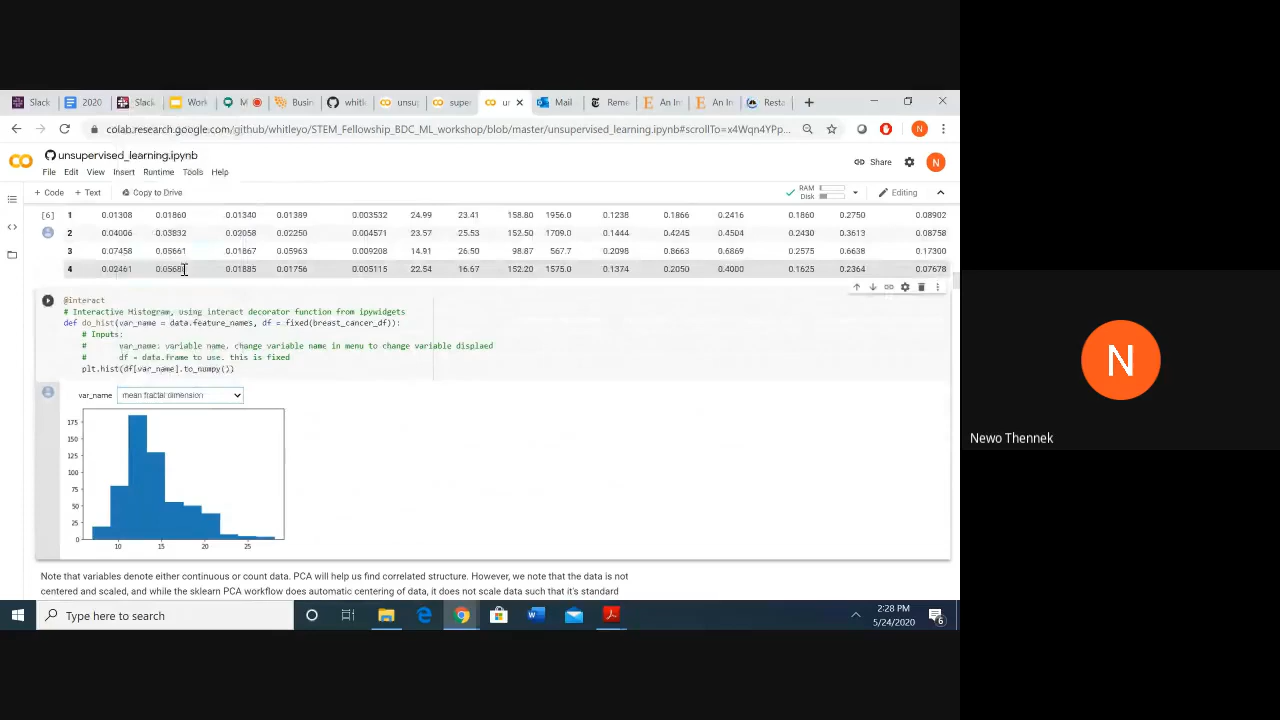 Slack 2020 Slack Work M Busin whitl unsu supe un Mail Reme An In An In Resta
colab.research.google.com/github/whitleyo/STEM_Fellowship_BDC_ML_workshop/blob/master/unsupervised_learning.ipynb#scrollTo=x4Wqn4YPp... N
unsupervised_learning.ipynb Share N
File Edit View Insert Runtime Tools Help
+ Code + Text Copy to Drive RAM Disk Editing
[6] 1 0.01308 0.01860 0.01340 0.01389 0.003532 24.99 23.41 158.80 1956.0 0.1238 0.1866 0.2416 0.1860 0.2750 0.08902
2 0.04006 0.03832 0.02058 0.02250 0.004571 23.57 25.53 152.50 1709.0 0.1444 0.4245 0.4504 0.2430 0.3613 0.08758
3 0.07458 0.05661 0.01867 0.05963 0.009208 14.91 26.50 98.87 567.7 0.2098 0.8663 0.6869 0.2575 0.6638 0.17300
4 0.02461 0.05688 0.01885 0.01756 0.005115 22.54 16.67 152.20 1575.0 0.1374 0.2050 0.4000 0.1625 0.2364 0.07678
@interact
# Interactive Histogram, using interact decorator function from ipywidgets
def do_hist(var_name = data.feature_names, df = fixed(breast_cancer_df)):
# Inputs:
# var_name: variable name, change variable name in menu to change variable displaed
# df = data.frame to use. this is fixed
plt.hist(df[var_name].to_numpy())
var_name mean fractal dimension
175
150
125
100
75
50
25
0
10 15 20 25
Note that variables denote either continuous or count data. PCA will help us find correlated structure. However, we note that the data is not
centered and scaled, and while the sklearn PCA workflow does automatic centering of data, it does not scale data such that it's standard
Type here to search
2:28 PM
5/24/2020
6
N
Newo Thennek